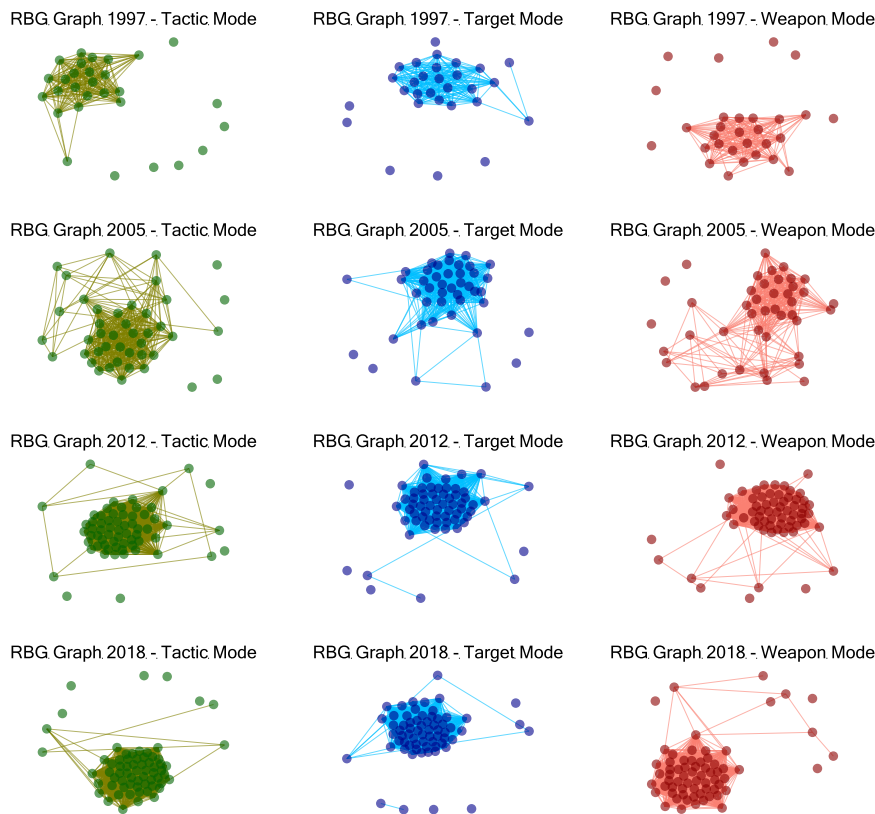 RBG Graph 1997 - Tactic Mode
RBG Graph 1997 - Target Mode
RBG Graph 1997 - Weapon Mode
RBG Graph 2005 - Tactic Mode
RBG Graph 2005 - Target Mode
RBG Graph 2005 - Weapon Mode
RBG Graph 2012 - Tactic Mode
RBG Graph 2012 - Target Mode
RBG Graph 2012 - Weapon Mode
RBG Graph 2018 - Tactic Mode
RBG Graph 2018 - Target Mode
RBG Graph 2018 - Weapon Mode